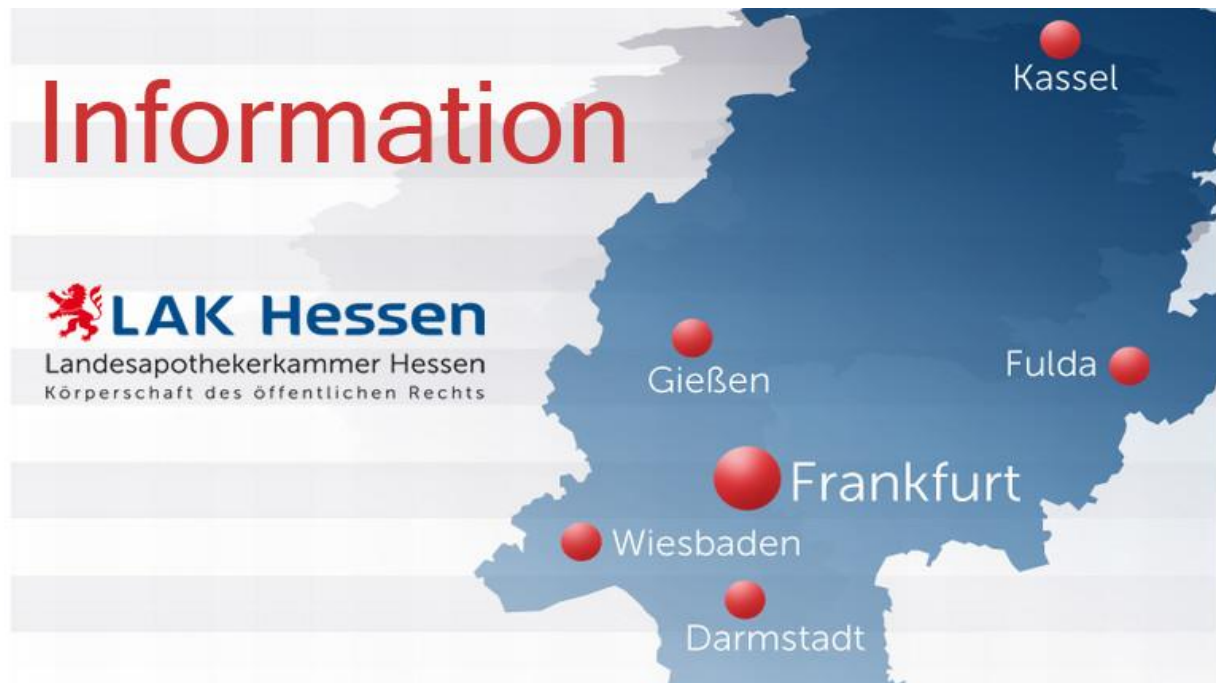 Information
LAK Hessen
Landesapothekerkammer Hessen
Körperschaft des öffentlichen Rechts
Kassel
Gießen
Fulda
Frankfurt
Wiesbaden
Darmstadt